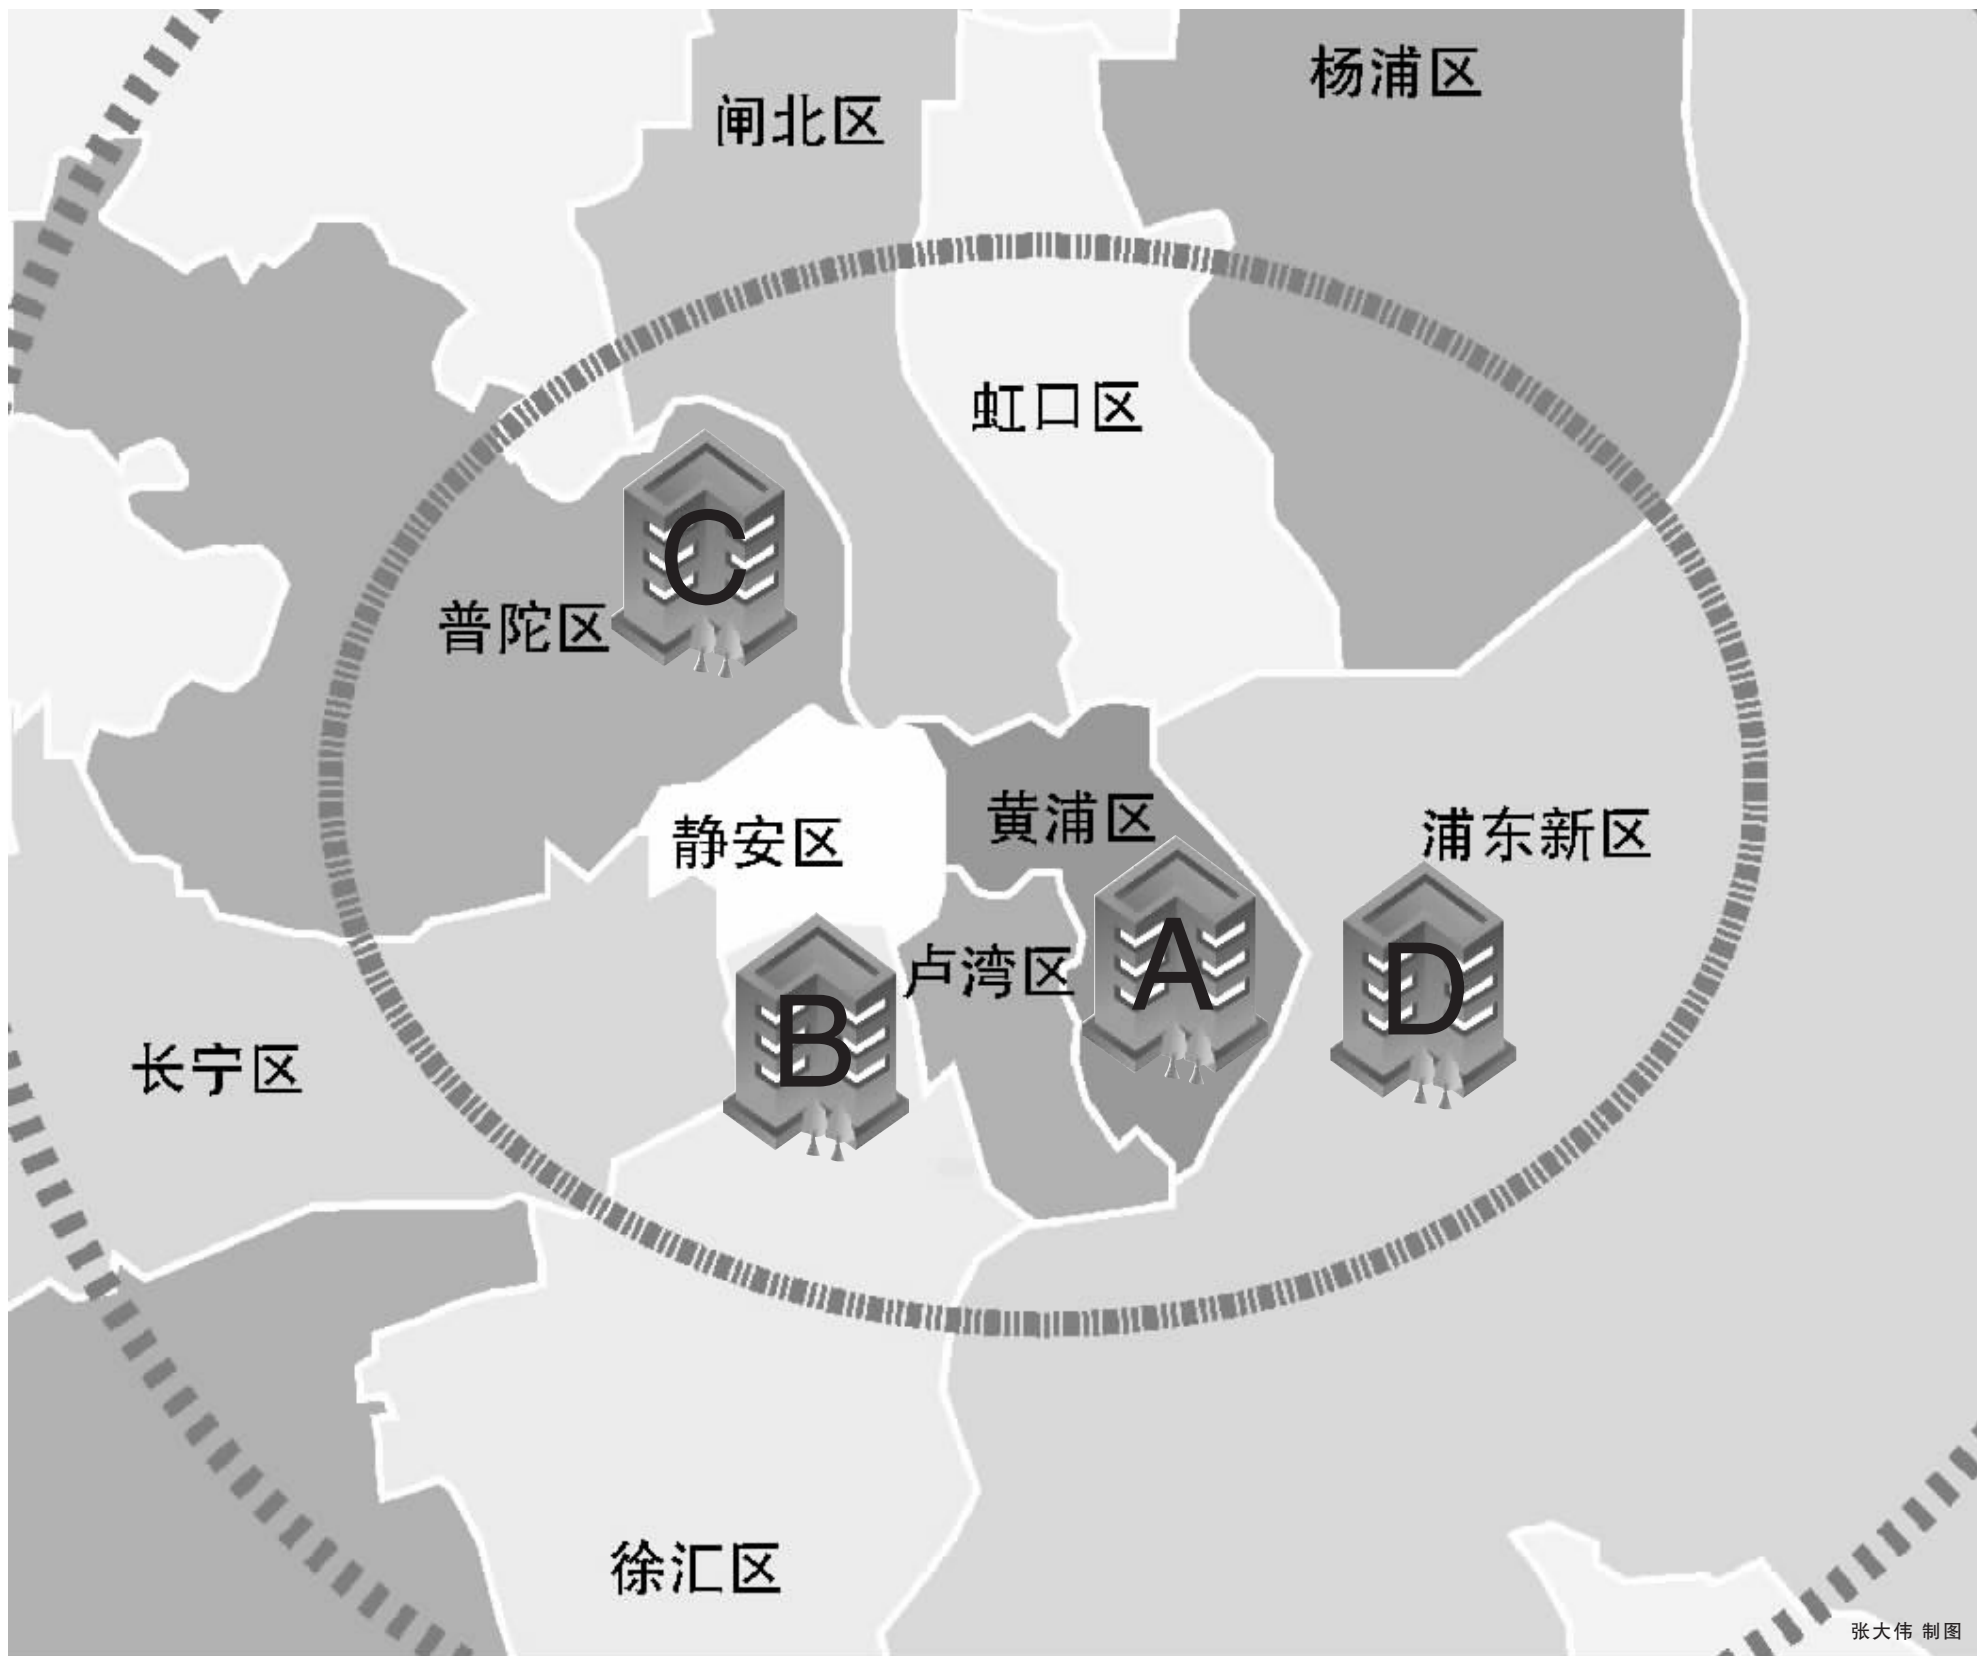 杨浦区
闸北区
虹口区
C
普陀区
黄浦区
浦东新区
静安区
A
D
卢湾区
B
长宁区
徐汇区
张大伟 制图